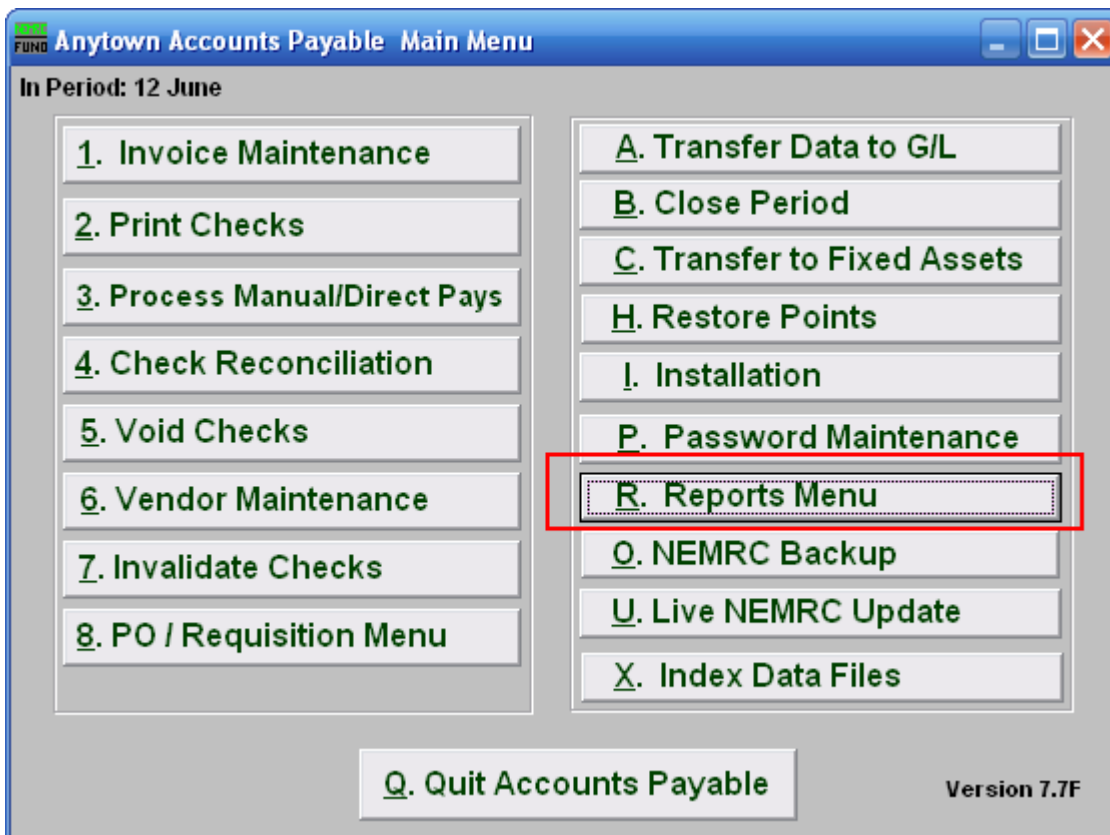 NEMRC
FUND Anytown Accounts Payable Main Menu
In Period: 12 June
1. Invoice Maintenance
2. Print Checks
3. Process Manual/Direct Pays
4. Check Reconciliation
5. Void Checks
6. Vendor Maintenance
7. Invalidate Checks
8. PO / Requisition Menu
A. Transfer Data to G/L
B. Close Period
C. Transfer to Fixed Assets
H. Restore Points
I. Installation
P. Password Maintenance
R. Reports Menu
O. NEMRC Backup
U. Live NEMRC Update
X. Index Data Files
Q. Quit Accounts Payable
Version 7.7F